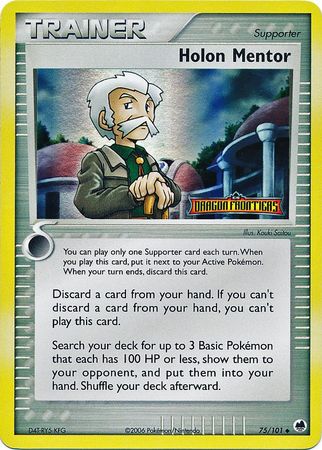 TRAINER
Supporter
Holon Mentor
DRAGON FRONTIERS
Illus. Kouki Saitou
You can play only one Supporter card each turn. When
you play this card, put it next to your Active Pokémon.
When your turn ends, discard this card.
Discard a card from your hand. If you can't
discard a card from your hand, you can't
play this card.
Search your deck for up to 3 Basic Pokémon
that each has 100 HP or less, show them to
your opponent, and put them into your
hand. Shuffle your deck afterward.
D4T-RY5-KFG
©2006 Pokémon/Nintendo
75/101